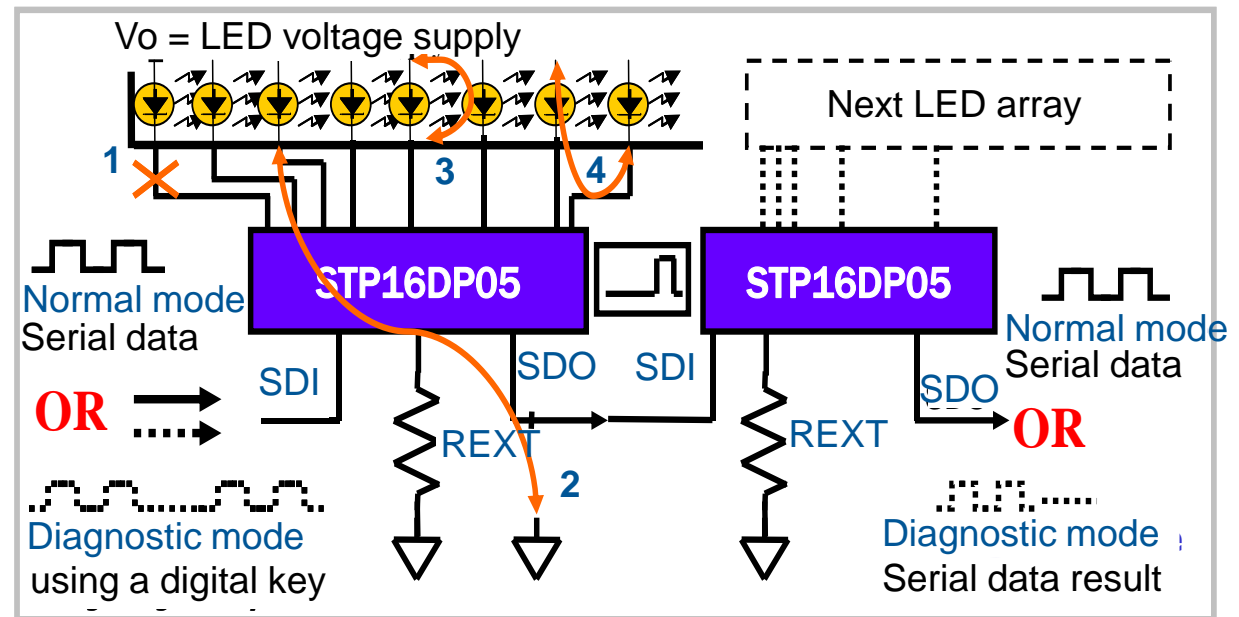 Vo = LED voltage supply
Next LED array
1
3
4
STP16DP05
STP16DP05
Normal mode
Serial data
Normal mode
Serial data
SDI
SDO
SDI
SDO
OR
OR
REXT
REXT
2
Diagnostic mode
using a digital key
Diagnostic mode
Serial data result